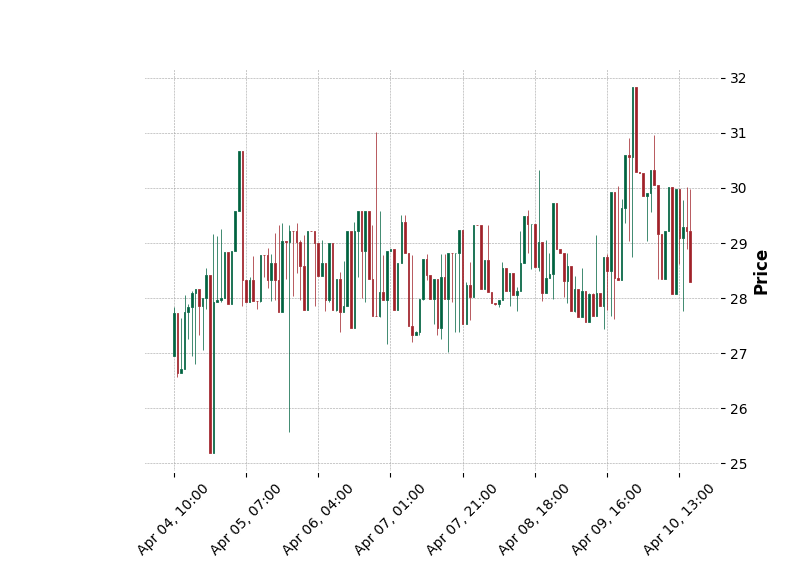 32
31
30
29
28
27
26
25
Price
Apr 04, 10:00
Apr 05, 07:00
Apr 06, 04:00
Apr 07, 01:00
Apr 07, 21:00
Apr 08, 18:00
Apr 09, 16:00
Apr 10, 13:00